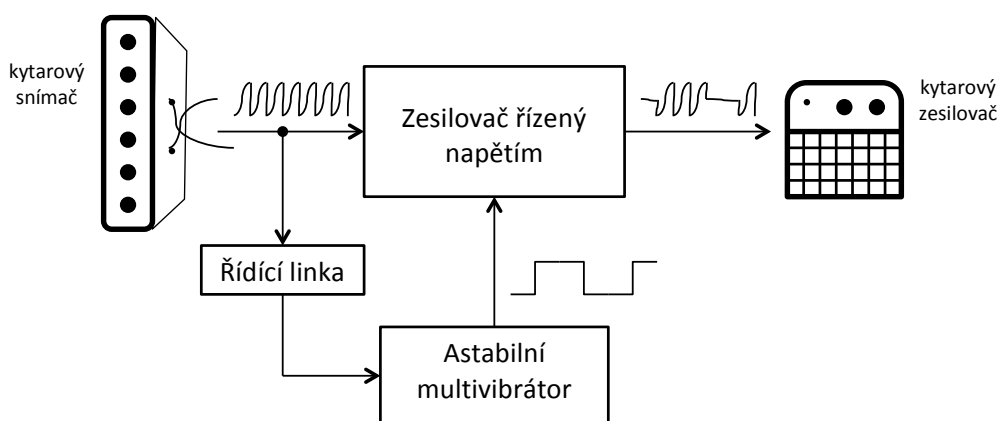 kytarový
snímač
Zesilovač řízený
napětím
kytarový
zesilovač
Řídící linka
Astabilní
multivibrátor